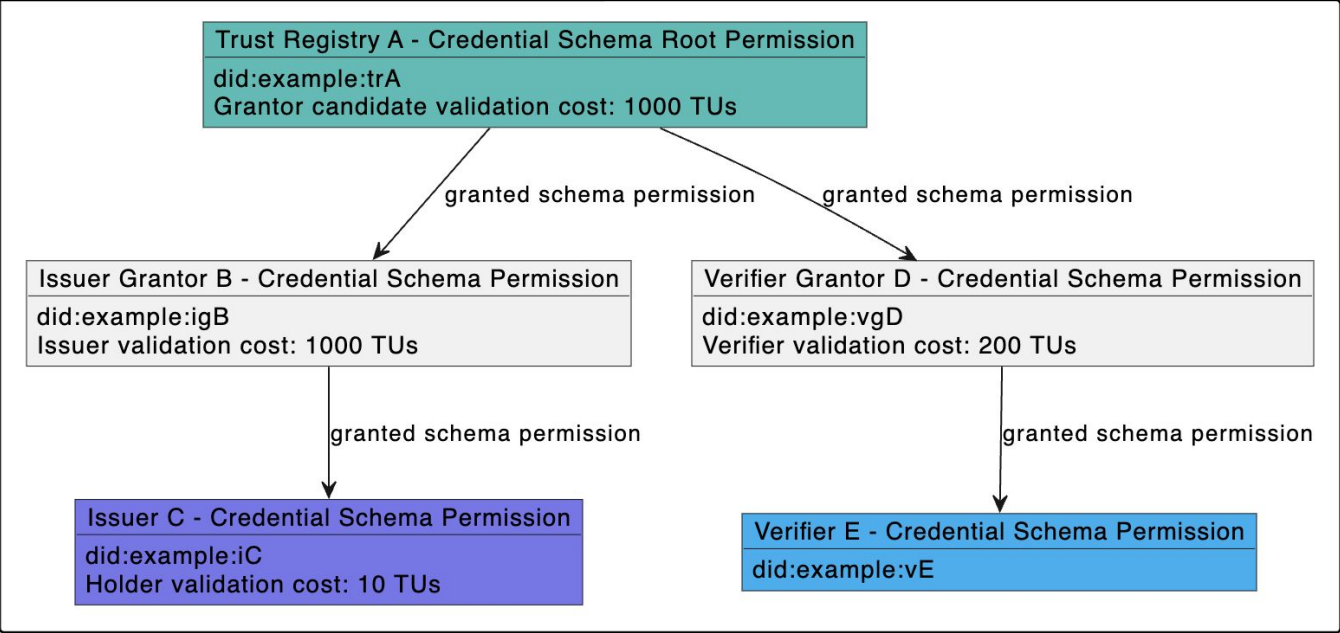 Trust Registry A - Credential Schema Root Permission
did:example:trA
Grantor candidate validation cost: 1000 TUs
granted schema permission
granted schema permission
Issuer Grantor B - Credential Schema Permission
did:example:igB
Issuer validation cost: 1000 TUs
Verifier Grantor D - Credential Schema Permission
did:example:vgD
Verifier validation cost: 200 TUs
granted schema permission
granted schema permission
Issuer C - Credential Schema Permission
did:example:iC
Holder validation cost: 10 TUs
Verifier E - Credential Schema Permission
did:example:vE